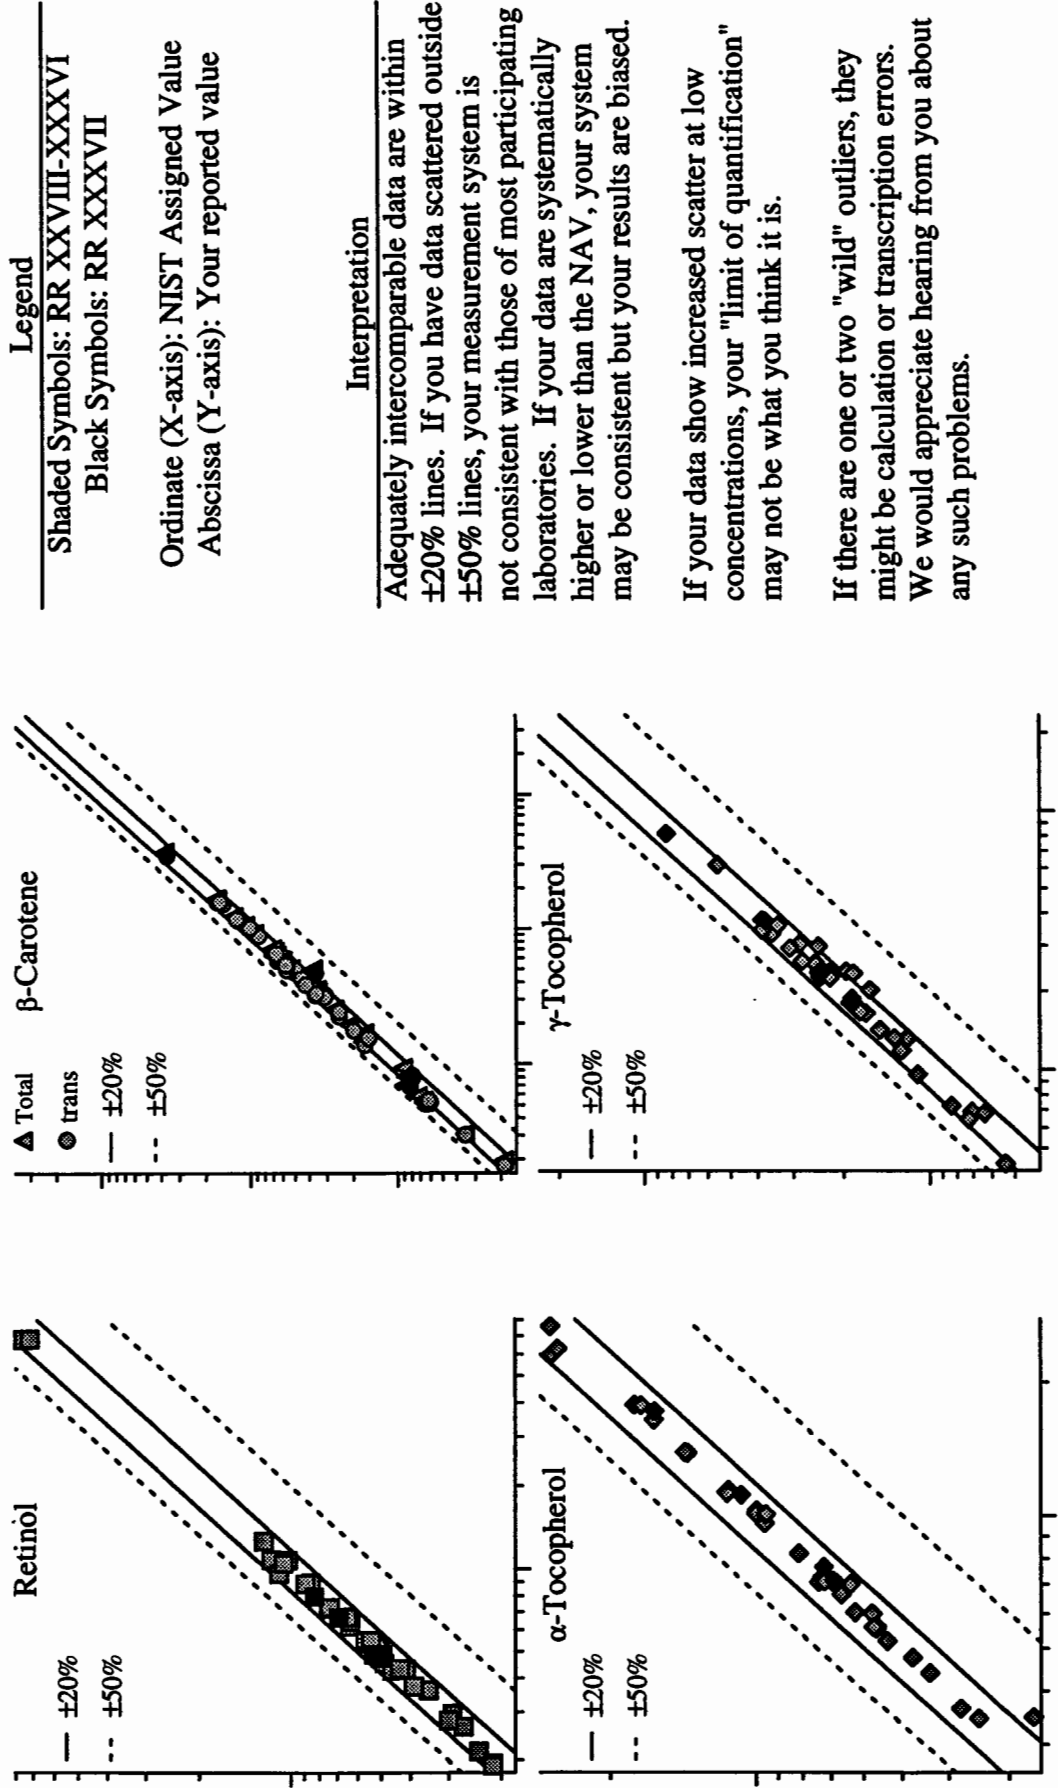 Retinol
±20%
±50%
β-Carotene
Total
trans
±20%
±50%
α-Tocopherol
±20%
±50%
γ-Tocopherol
±20%
±50%
Legend
Shaded Symbols: RR XXVIII-XXXVI
Black Symbols: RR XXXVII
Ordinate (X-axis): NIST Assigned Value
Abscissa (Y-axis): Your reported value
Interpretation
Adequately intercomparable data are within
±20% lines. If you have data scattered outside
±50% lines, your measurement system is
not consistent with those of most participating
laboratories. If your data are systematically
higher or lower than the NAV, your system
may be consistent but your results are biased.
If your data show increased scatter at low
concentrations, your "limit of quantification"
may not be what you think it is.
If there are one or two "wild" outliers, they
might be calculation or transcription errors.
We would appreciate hearing from you about
any such problems.